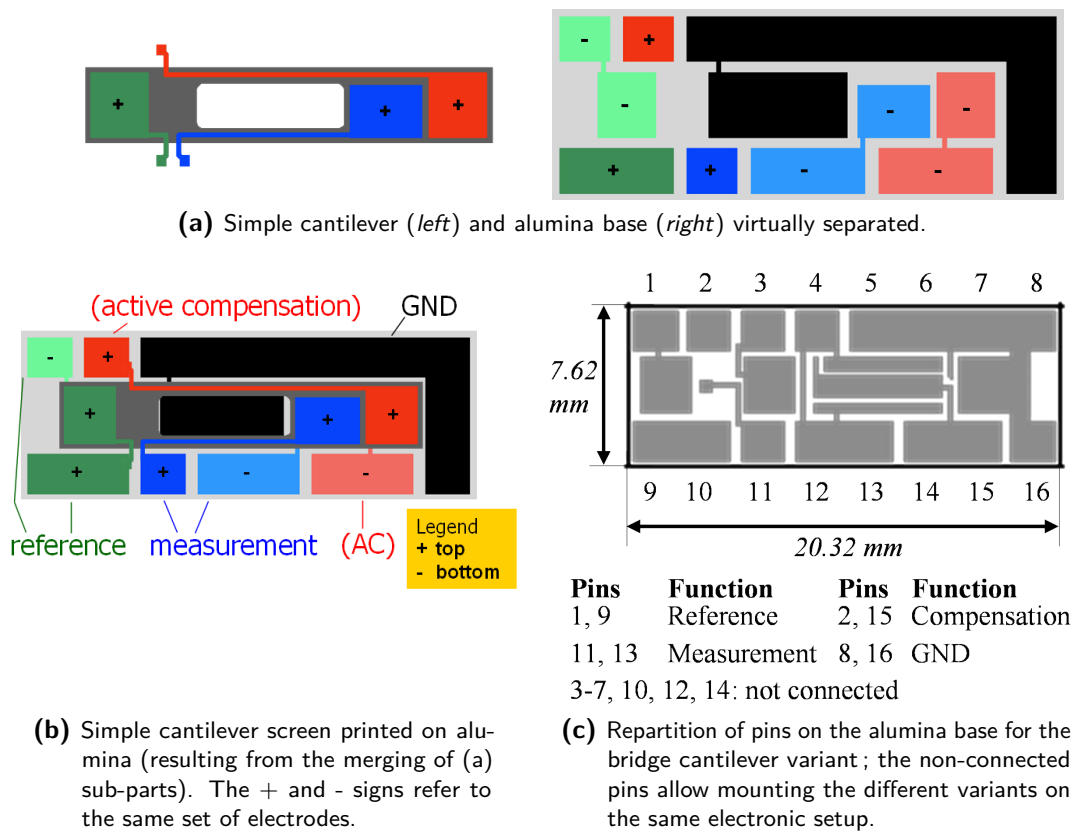 + + +
- +
- - -
+ + - -
(a) Simple cantilever (left) and alumina base (right) virtually separated.
(active compensation) GND
- +
+ + +
+ + - -
reference measurement (AC)
Legend
+ top
- bottom
1 2 3 4 5 6 7 8
7.62
mm
9 10 11 12 13 14 15 16
20.32 mm
Pins Function Pins Function
1, 9 Reference 2, 15 Compensation
11, 13 Measurement 8, 16 GND
3-7, 10, 12, 14: not connected
(b) Simple cantilever screen printed on alu-
mina (resulting from the merging of (a)
sub-parts). The + and - signs refer to
the same set of electrodes.
(c) Repartition of pins on the alumina base for the
bridge cantilever variant ; the non-connected
pins allow mounting the different variants on
the same electronic setup.